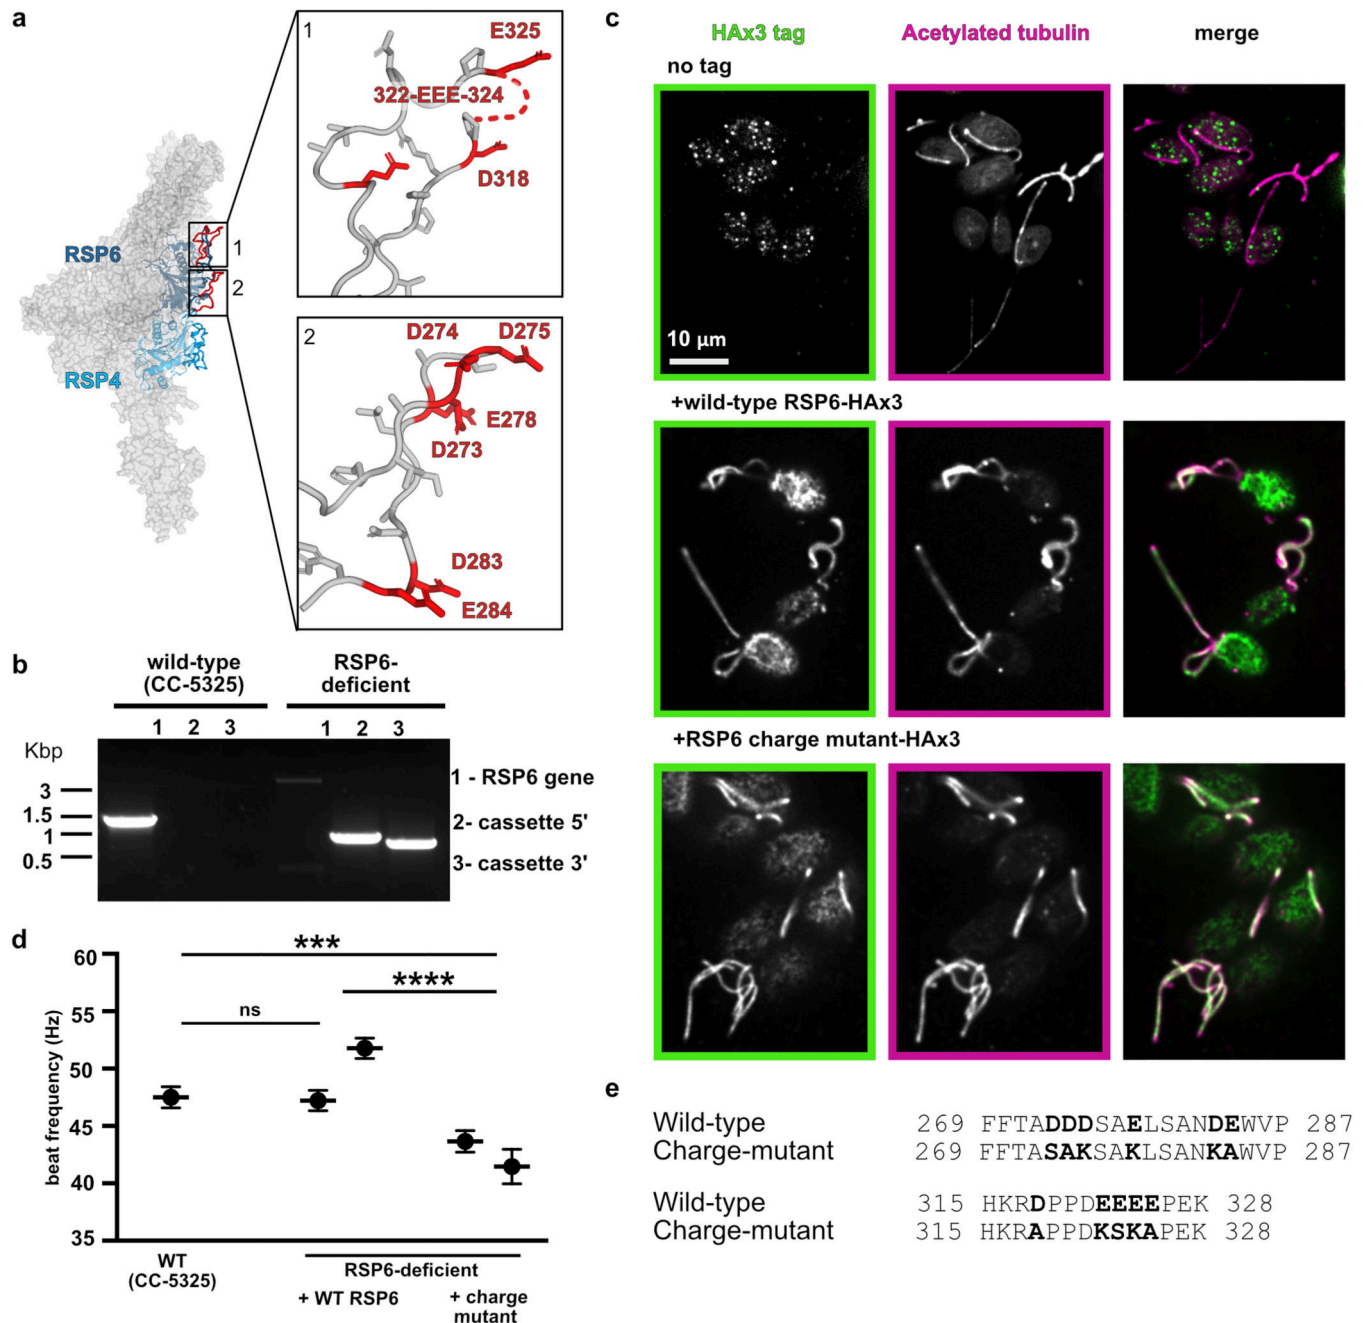 a
RSP6
RSP4
1
2
1
E325
322-EEE-324
D318
2
D274 D275
E278
D273
D283
E284
b
wild-type
(CC-5325)
RSP6-
deficient
1 2 3 1 2 3
Kbp
3
1.5
1
0.5
1 - RSP6 gene
2- cassette 5'
3- cassette 3'
c
HAx3 tag Acetylated tubulin merge
no tag
10 µm
+wild-type RSP6-HAx3
+RSP6 charge mutant-HAx3
d
beat frequency (Hz)
60
55
50
45
40
35
***
****
ns
WT
(CC-5325)
RSP6-deficient
+ WT RSP6
+ charge
mutant
e
Wild-type 269 FFTADDDSAELSANDEWVP 287
Charge-mutant 269 FFTASAKSAKLSANKAWVP 287
Wild-type 315 HKRDPPDEEEEPEK 328
Charge-mutant 315 HKRAPPDKSKAPEK 328